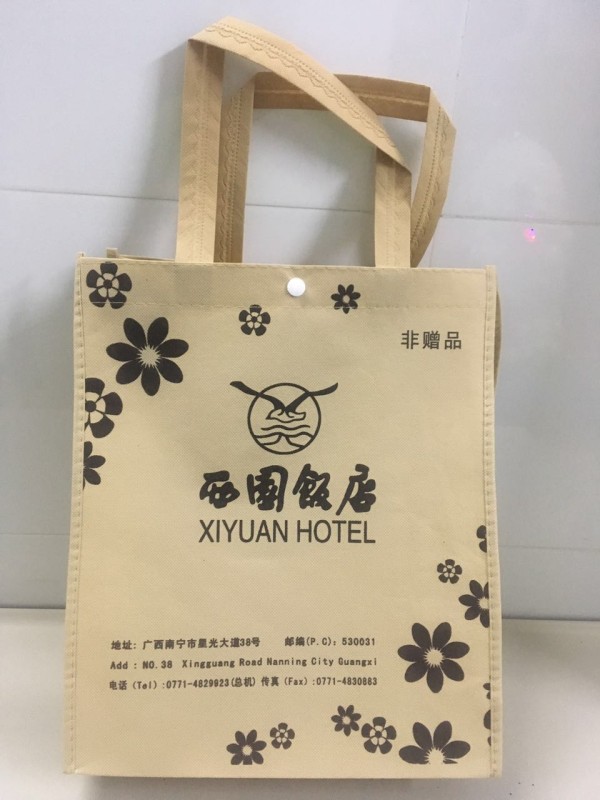 非赠品
西園飯店
XIYUAN HOTEL
地址: 广西南宁市星光大道38号 邮编(P.C): 530031
Add : NO.38 Xingguang Road Nanning City Guangxi
电话 (Tel) :0771-4829923(总机) 传真 (Fax) :0771-4830883